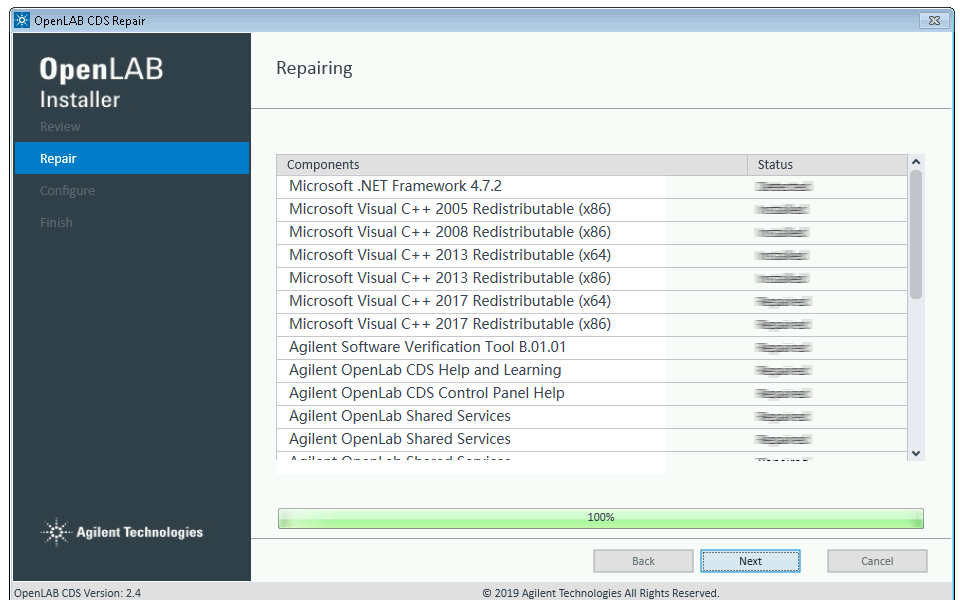 OpenLAB CDS Repair
OpenLAB
Installer
Review
Repair
Configure
Finish
Agilent Technologies
Repairing
Components Status
Microsoft .NET Framework 4.7.2
Microsoft Visual C++ 2005 Redistributable (x86)
Microsoft Visual C++ 2008 Redistributable (x86)
Microsoft Visual C++ 2013 Redistributable (x64)
Microsoft Visual C++ 2013 Redistributable (x86)
Microsoft Visual C++ 2017 Redistributable (x64)
Microsoft Visual C++ 2017 Redistributable (x86)
Agilent Software Verification Tool B.01.01
Agilent OpenLab CDS Help and Learning
Agilent OpenLab CDS Control Panel Help
Agilent OpenLab Shared Services
Agilent OpenLab Shared Services
Agilent OpenLab Shared Services
100%
Back Next Cancel
OpenLAB CDS Version: 2.4 © 2019 Agilent Technologies All Rights Reserved.